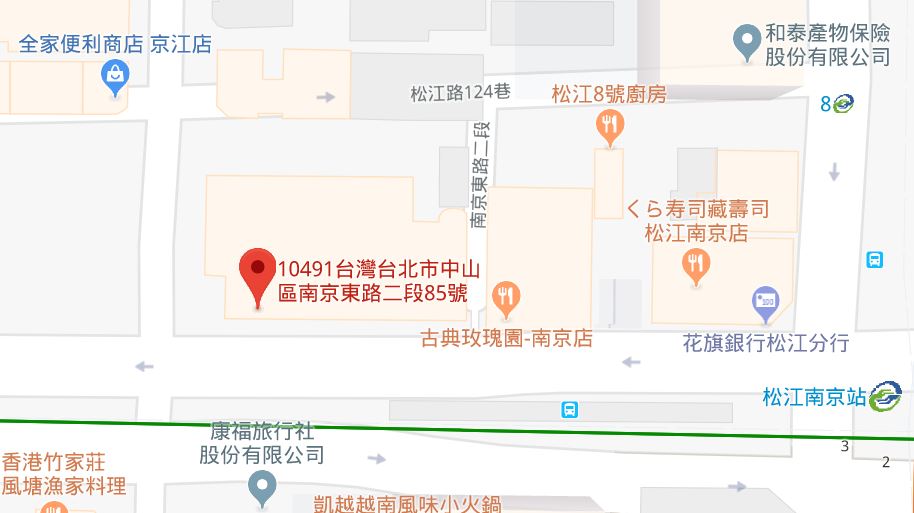 全家便利商店 京江店
和泰產物保險
股份有限公司
松江路124巷
松江8號廚房
8
南京東路二段
くら寿司藏壽司
松江南京店
10491台灣台北市中山
區南京東路二段85號
古典玫瑰園-南京店
花旗銀行松江分行
松江南京站
康福旅行社
股份有限公司
3
2
香港竹家莊
風塘漁家料理
凱越越南風味小火鍋